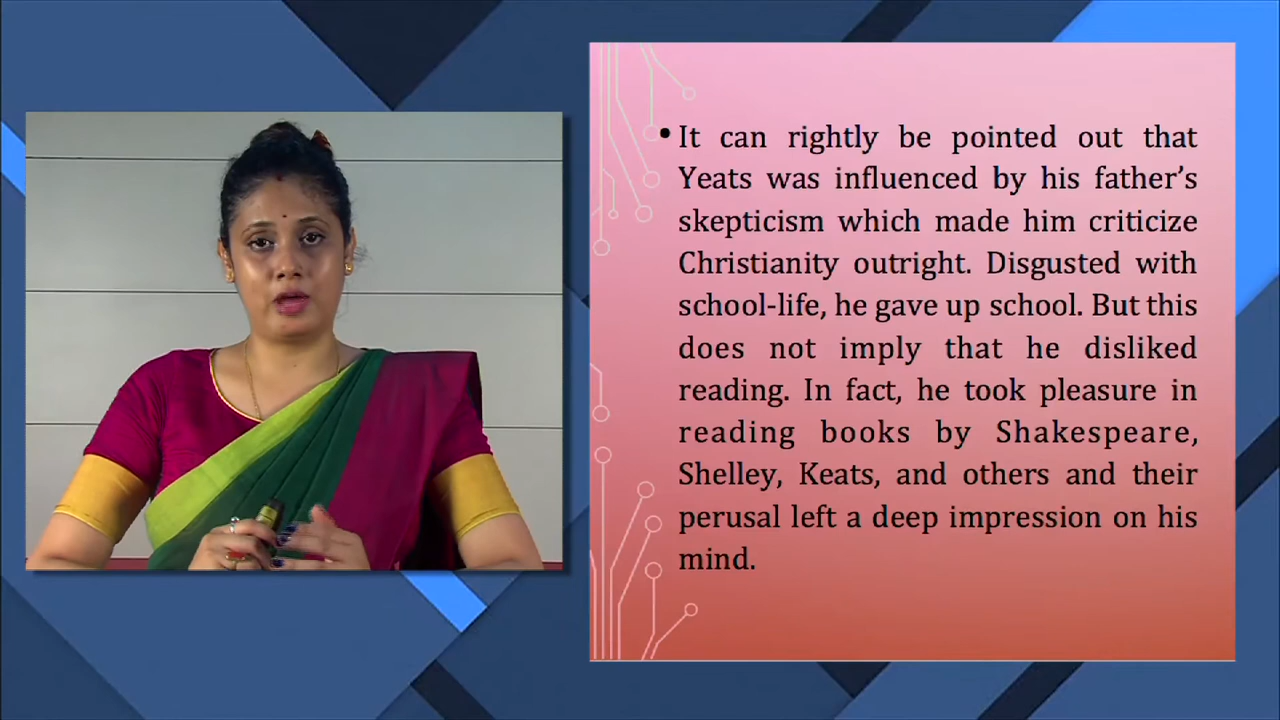 • It can rightly be pointed out that
Yeats was influenced by his father’s
skepticism which made him criticize
Christianity outright. Disgusted with
school-life, he gave up school. But this
does not imply that he disliked
reading. In fact, he took pleasure in
reading books by Shakespeare,
Shelley, Keats, and others and their
perusal left a deep impression on his
mind.